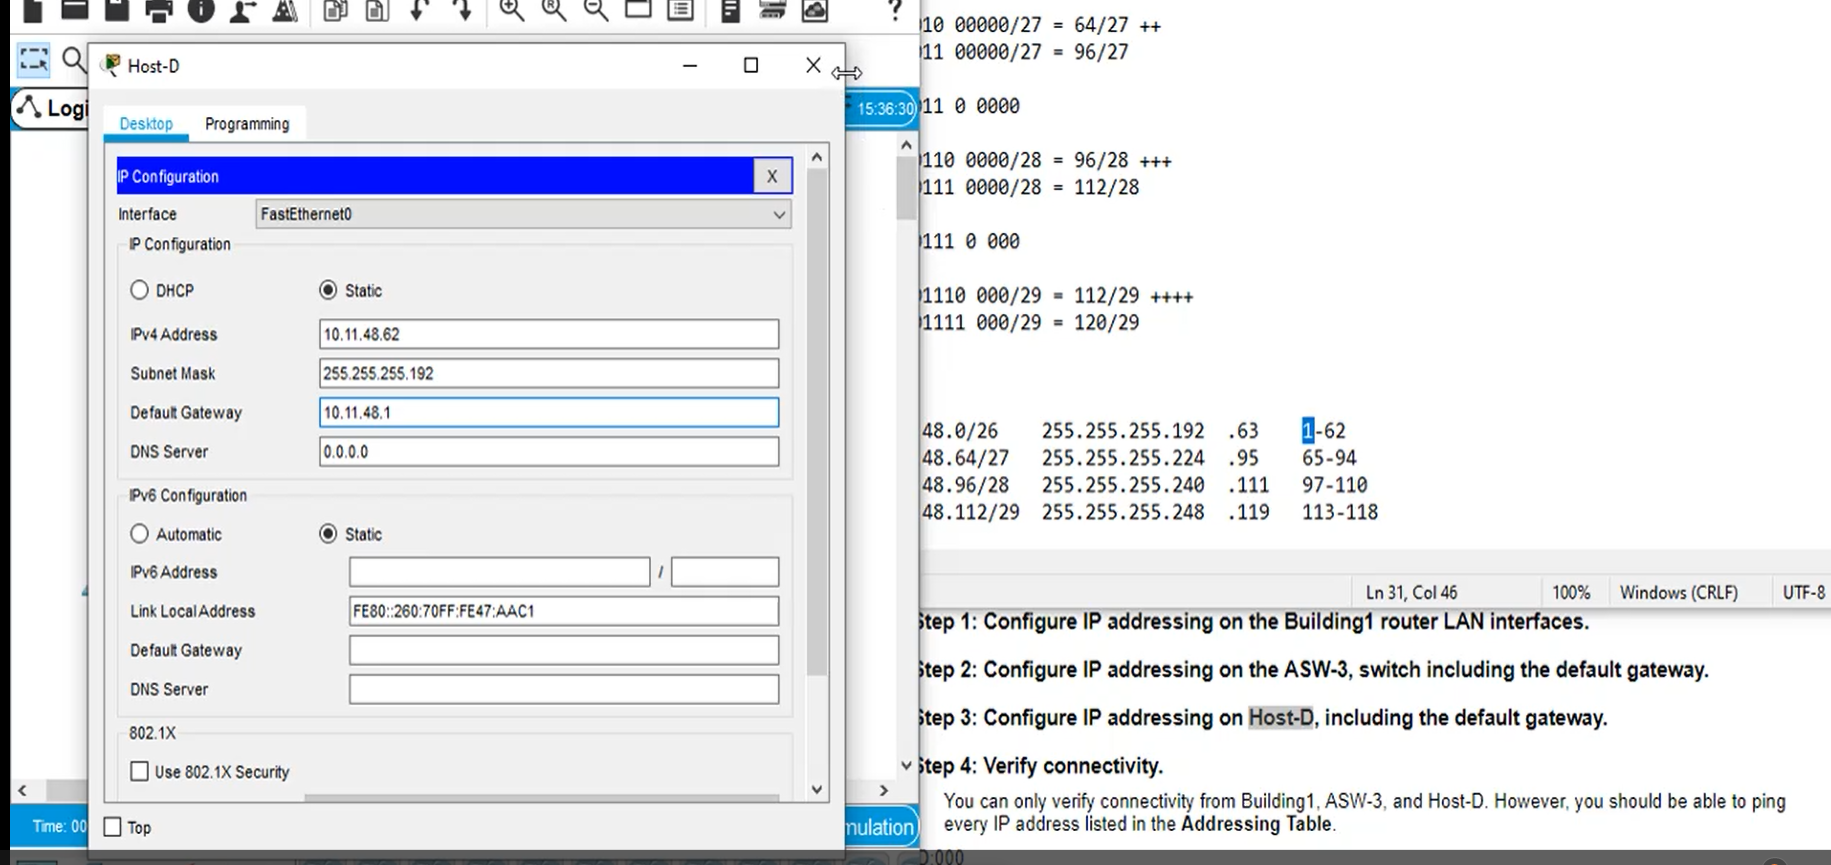 Host-D
Logi
15:36:30
Desktop Programming
IP Configuration X
Interface FastEthernet0
IP Configuration
DHCP Static
IPv4 Address 10.11.48.62
Subnet Mask 255.255.255.192
Default Gateway 10.11.48.1
DNS Server 0.0.0.0
IPv6 Configuration
Automatic Static
IPv6 Address /
Link Local Address FE80::260:70FF:FE47:AAC1
Default Gateway
DNS Server
802.1X
Use 802.1X Security
Time: 00
Top
mulation
10 00000/27 = 64/27 ++
11 00000/27 = 96/27
11 0 0000
110 0000/28 = 96/28 +++
111 0000/28 = 112/28
111 0 000
1110 000/29 = 112/29 ++++
1111 000/29 = 120/29
48.0/26 255.255.255.192 .63 1-62
48.64/27 255.255.255.224 .95 65-94
48.96/28 255.255.255.240 .111 97-110
48.112/29 255.255.255.248 .119 113-118
Ln 31, Col 46 100% Windows (CRLF) UTF-8
Step 1: Configure IP addressing on the Building1 router LAN interfaces.
Step 2: Configure IP addressing on the ASW-3, switch including the default gateway.
Step 3: Configure IP addressing on Host-D, including the default gateway.
Step 4: Verify connectivity.
You can only verify connectivity from Building1, ASW-3, and Host-D. However, you should be able to ping
every IP address listed in the Addressing Table.